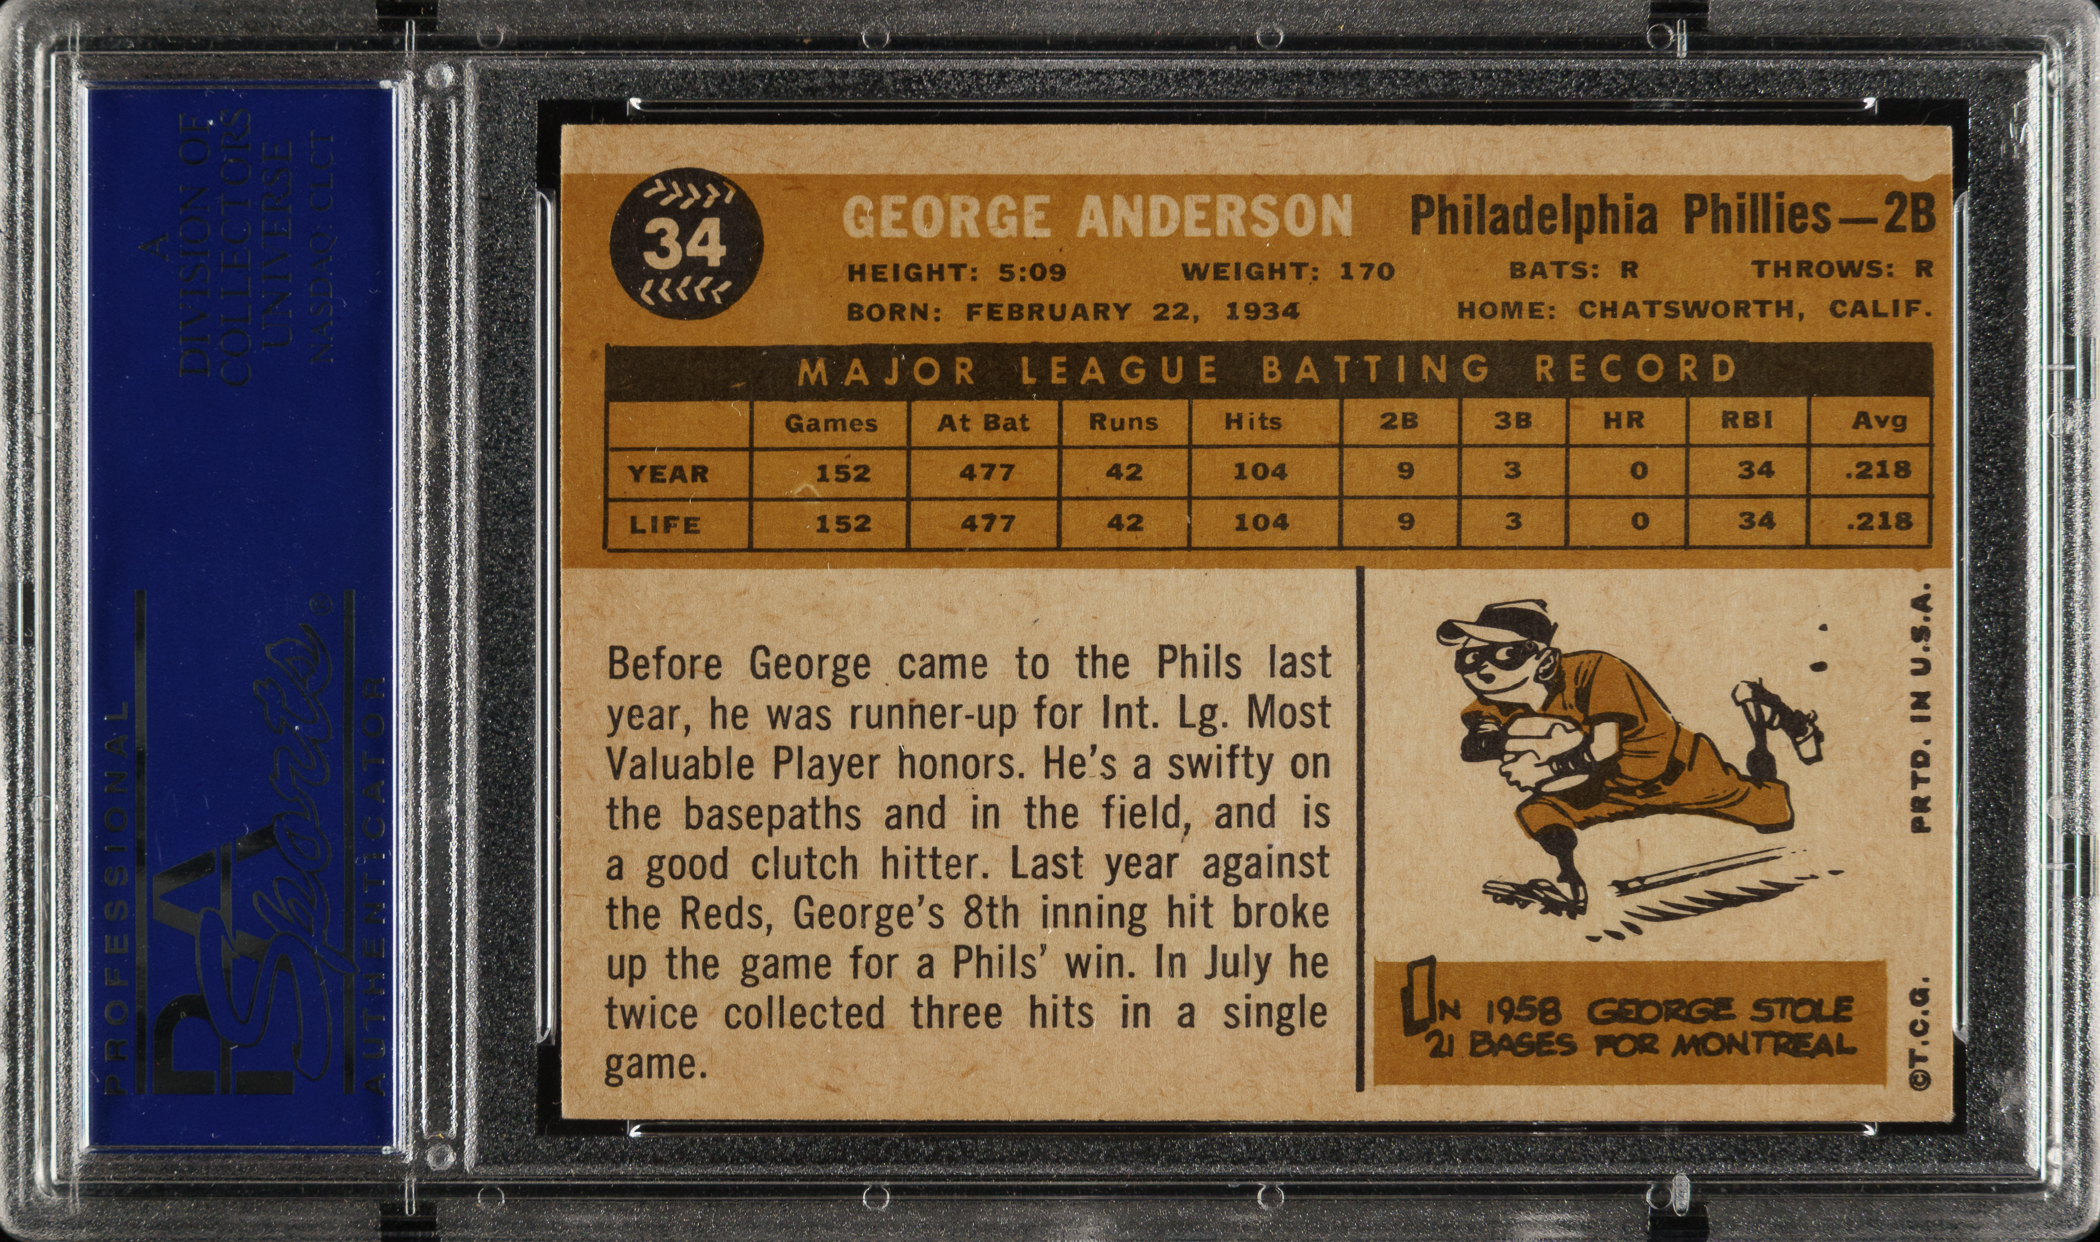 A
DIVISION OF
COLLECTORS
UNIVERSE
NASDAQ: CLCT
PROFESSIONAL
PSA
Sports®
AUTHENTICATOR
34
GEORGE ANDERSON Philadelphia Phillies—2B
HEIGHT: 5:09 WEIGHT: 170 BATS: R THROWS: R
BORN: FEBRUARY 22, 1934 HOME: CHATSWORTH, CALIF.
MAJOR LEAGUE BATTING RECORD
Games At Bat Runs Hits 2B 3B HR RBI Avg
YEAR 152 477 42 104 9 3 0 34 .218
LIFE 152 477 42 104 9 3 0 34 .218
Before George came to the Phils last
year, he was runner-up for Int. Lg. Most
Valuable Player honors. He's a swifty on
the basepaths and in the field, and is
a good clutch hitter. Last year against
the Reds, George's 8th inning hit broke
up the game for a Phils' win. In July he
twice collected three hits in a single
game.
IN 1958 GEORGE STOLE
21 BASES FOR MONTREAL
©T.C.G. PRTD. IN U.S.A.